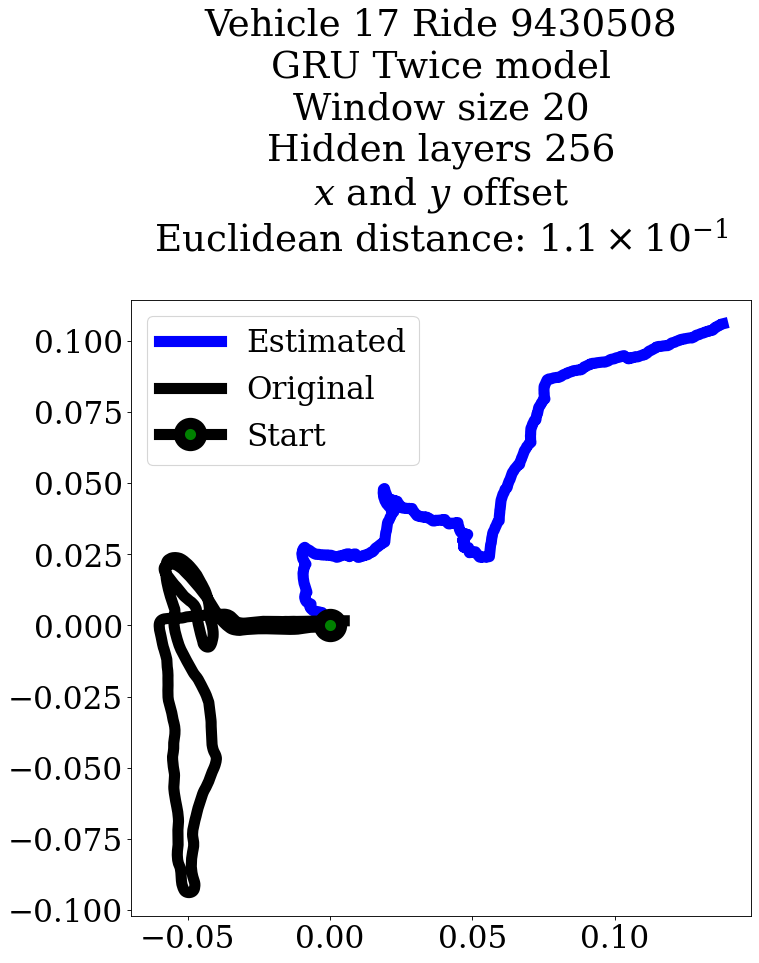 Vehicle 17 Ride 9430508
GRU Twice model
Window size 20
Hidden layers 256
x and y offset
Euclidean distance: 1.1 × 10⁻¹
Estimated
Original
Start
0.100
0.075
0.050
0.025
0.000
−0.025
−0.050
−0.075
−0.100
−0.05 0.00 0.05 0.10